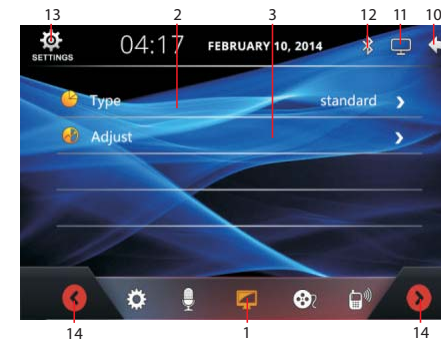 13 2 3 12 11 10
SETTINGS 04:17 FEBRUARY 10, 2014
Type standard
Adjust
14 1 14